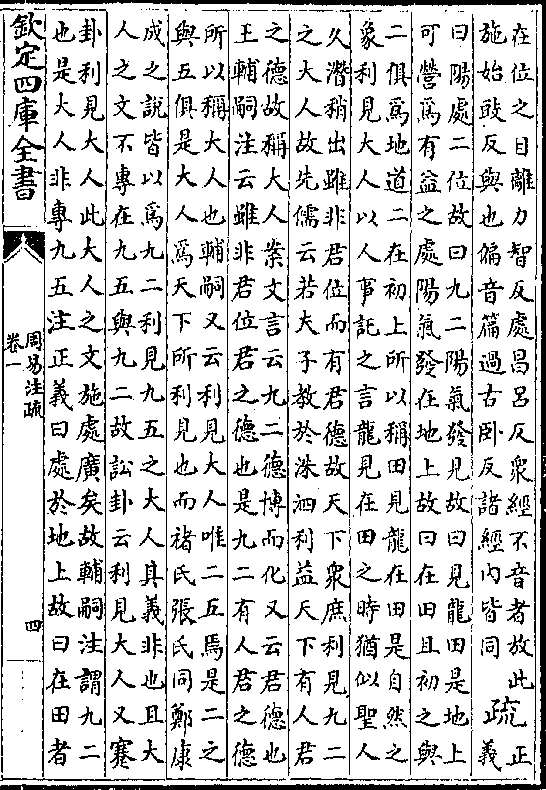 在位之目離力智反處昌呂反衆經不音者故此
施始豉反與也偏音篇過古卧反諸經内皆同
疏
正
義
曰陽處二位故曰九二陽氣發見故曰見龍田是地上
可營爲有益之處陽氣發在地上故曰在田且初之與
二俱爲地道二在初上所以稱田見龍在田是自然之
象利見大人以人事託之言龍見在田之時猶似聖人
久潛稍出雖非君位而有君德故天下衆庶利見九二
之大人故先儒云若大子教於洙泗利益天下有人君
之德故稱大人案文言云九二德博而化又云君德也
王輔嗣注云雖非君位君之德也是九二有人君之德
所以稱大人也輔嗣又云利見大人唯二五焉是二之
與五俱是大人爲天下所利見也而禇氏張氏同鄭康
成之說皆以爲九二利見九五之大人其義非也且大
人之文不專在九五與九二故訟卦云利見大人又蹇
卦利見大人此大人之文施處廣矣故輔嗣注謂九二
也是大人非專九五注正義曰處於地上故曰在田者
欽定四庫全書
周易注疏
卷一
四